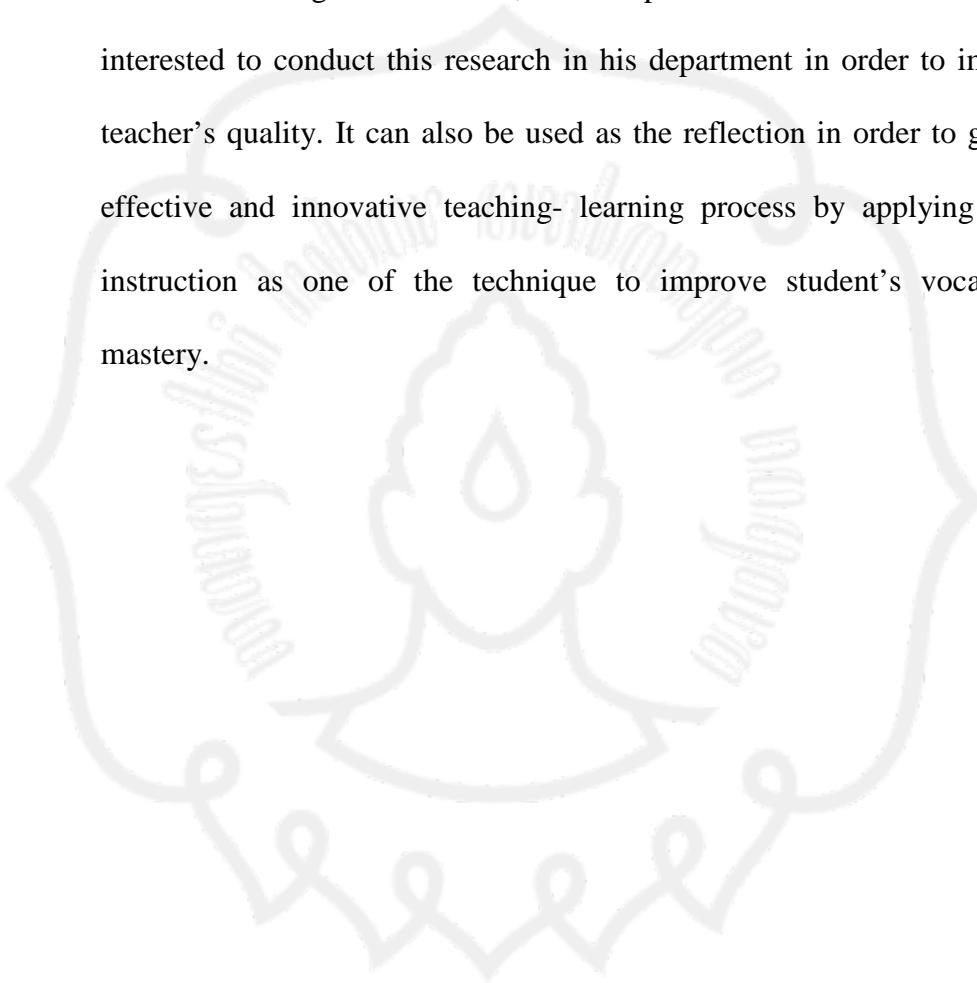 interested to conduct this research in his department in order to
teacher's quality. It can also be used as the reflection in order to g
effective and innovative teaching- learning process by applying
instruction as one of the technique to improve student's voca
mastery.